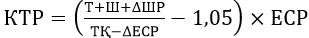 КТР = (Т+Ш+ΔШР / ТҚ−ΔЕСР − 1,05) × ЕСР